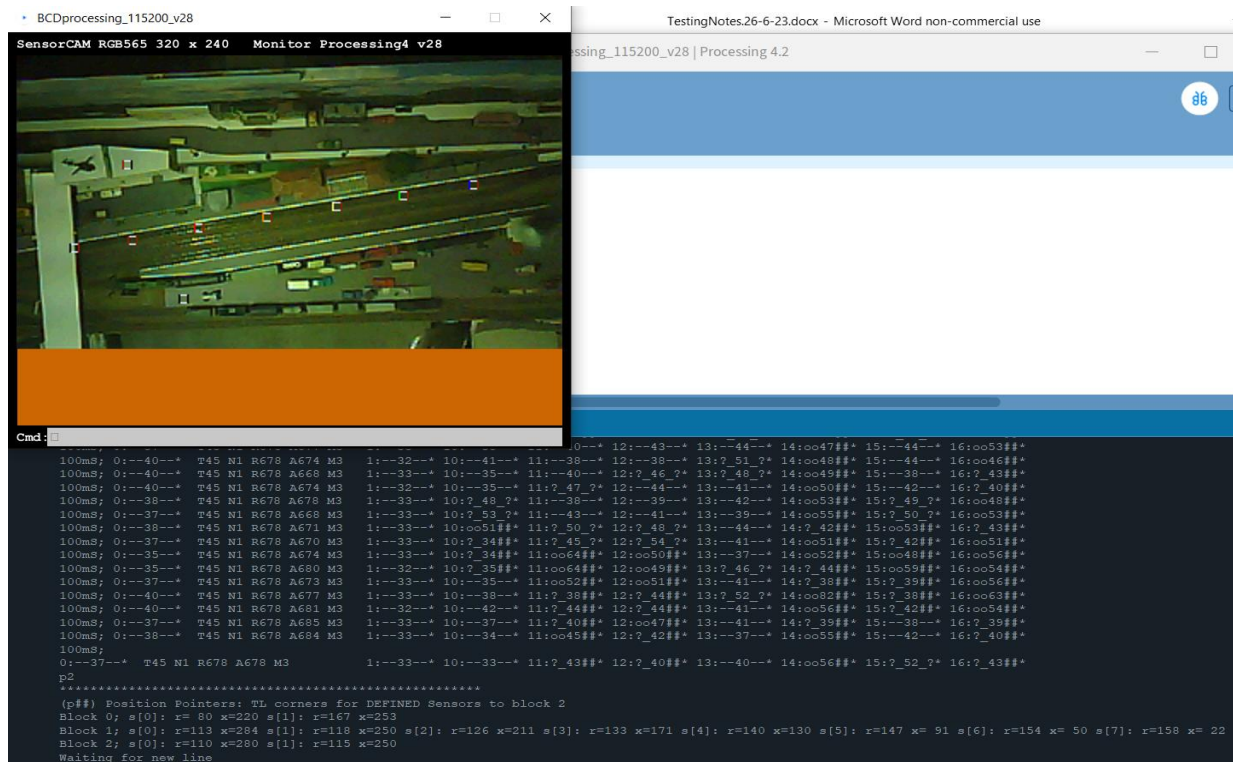 BCDprocessing_115200_v28
TestingNotes.26-6-23.docx - Microsoft Word non-commercial use
SensorCAM RGB565 320 x 240 Monitor Processing4 v28
ssing_115200_v28 | Processing 4.2
Cmd:
100mS; 0:--40--* T45 N1 R678 A674 M3 1:--32--* 10:--41--* 11:--38--* 12:--38--* 13:?_51_?* 14:oo48##* 15:--44--* 16:oo46##*
100mS; 0:--40--* T45 N1 R678 A668 M3 1:--33--* 10:--35--* 11:--40--* 12:?_46_?* 13:?_48_?* 14:oo49##* 15:--38--* 16:?_43##*
100mS; 0:--40--* T45 N1 R678 A674 M3 1:--32--* 10:--35--* 11:?_47_?* 12:--44--* 13:--41--* 14:oo50##* 15:--42--* 16:?_40##*
100mS; 0:--38--* T45 N1 R678 A678 M3 1:--33--* 10:?_48_?* 11:--38--* 12:--39--* 13:--42--* 14:oo53##* 15:?_49_?* 16:oo48##*
100mS; 0:--37--* T45 N1 R678 A668 M3 1:--33--* 10:?_53_?* 11:--43--* 12:--41--* 13:--39--* 14:oo55##* 15:?_50_?* 16:oo53##*
100mS; 0:--38--* T45 N1 R678 A671 M3 1:--33--* 10:oo51##* 11:?_50_?* 12:?_48_?* 13:--44--* 14:?_42##* 15:oo53##* 16:?_43##*
100mS; 0:--37--* T45 N1 R678 A670 M3 1:--33--* 10:?_34##* 11:?_45_?* 12:?_54_?* 13:--41--* 14:oo51##* 15:?_42##* 16:oo51##*
100mS; 0:--35--* T45 N1 R678 A674 M3 1:--33--* 10:?_34##* 11:oo64##* 12:oo50##* 13:--37--* 14:oo52##* 15:oo48##* 16:oo56##*
100mS; 0:--35--* T45 N1 R678 A680 M3 1:--32--* 10:?_35##* 11:oo64##* 12:oo49##* 13:?_46_?* 14:?_44##* 15:oo59##* 16:oo54##*
100mS; 0:--37--* T45 N1 R678 A673 M3 1:--33--* 10:--35--* 11:oo52##* 12:oo51##* 13:--41--* 14:?_38##* 15:?_39##* 16:oo56##*
100mS; 0:--40--* T45 N1 R678 A677 M3 1:--33--* 10:--38--* 11:?_38##* 12:?_44##* 13:?_52_?* 14:oo82##* 15:?_38##* 16:oo63##*
100mS; 0:--40--* T45 N1 R678 A681 M3 1:--32--* 10:--42--* 11:?_44##* 12:?_44##* 13:--41--* 14:oo56##* 15:?_42##* 16:oo54##*
100mS; 0:--37--* T45 N1 R678 A685 M3 1:--33--* 10:--37--* 11:?_40##* 12:oo47##* 13:--41--* 14:?_39##* 15:--38--* 16:?_39##*
100mS; 0:--38--* T45 N1 R678 A684 M3 1:--33--* 10:--34--* 11:oo45##* 12:?_42##* 13:--37--* 14:oo55##* 15:--42--* 16:?_40##*
100mS;
0:--37--* T45 N1 R678 A678 M3 1:--33--* 10:--33--* 11:?_43##* 12:?_40##* 13:--40--* 14:oo56##* 15:?_52_?* 16:?_43##*
p2
*******************************************************
(p##) Position Pointers: TL corners for DEFINED Sensors to block 2
Block 0; s[0]: r= 80 x=220 s[1]: r=167 x=253
Block 1; s[0]: r=113 x=284 s[1]: r=118 x=250 s[2]: r=126 x=211 s[3]: r=133 x=171 s[4]: r=140 x=130 s[5]: r=147 x= 91 s[6]: r=154 x= 50 s[7]: r=158 x= 22
Block 2; s[0]: r=110 x=280 s[1]: r=115 x=250
Waiting for new line